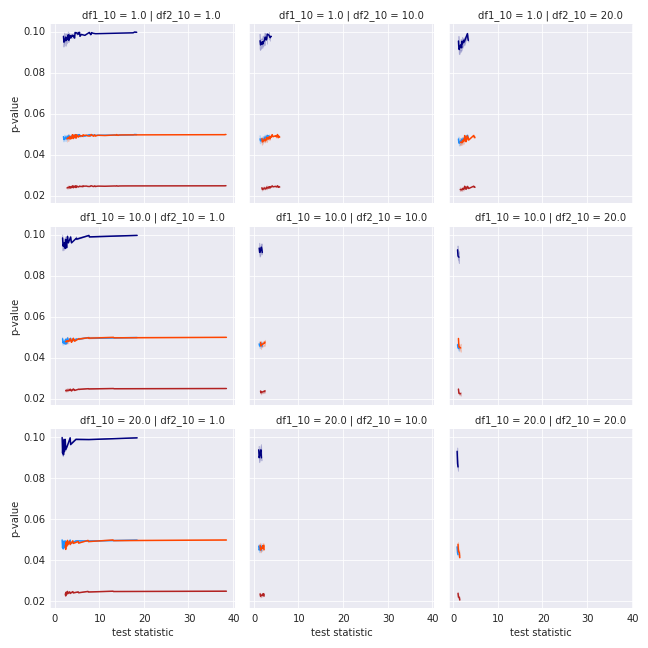 df1_10 = 1.0 | df2_10 = 1.0
df1_10 = 1.0 | df2_10 = 10.0
df1_10 = 1.0 | df2_10 = 20.0
0.10
0.08
0.06
0.04
0.02
p-value
df1_10 = 10.0 | df2_10 = 1.0
df1_10 = 10.0 | df2_10 = 10.0
df1_10 = 10.0 | df2_10 = 20.0
0.10
0.08
0.06
0.04
0.02
p-value
df1_10 = 20.0 | df2_10 = 1.0
df1_10 = 20.0 | df2_10 = 10.0
df1_10 = 20.0 | df2_10 = 20.0
0.10
0.08
0.06
0.04
0.02
p-value
0 10 20 30 40
0 10 20 30 40
0 10 20 30 40
test statistic
test statistic
test statistic